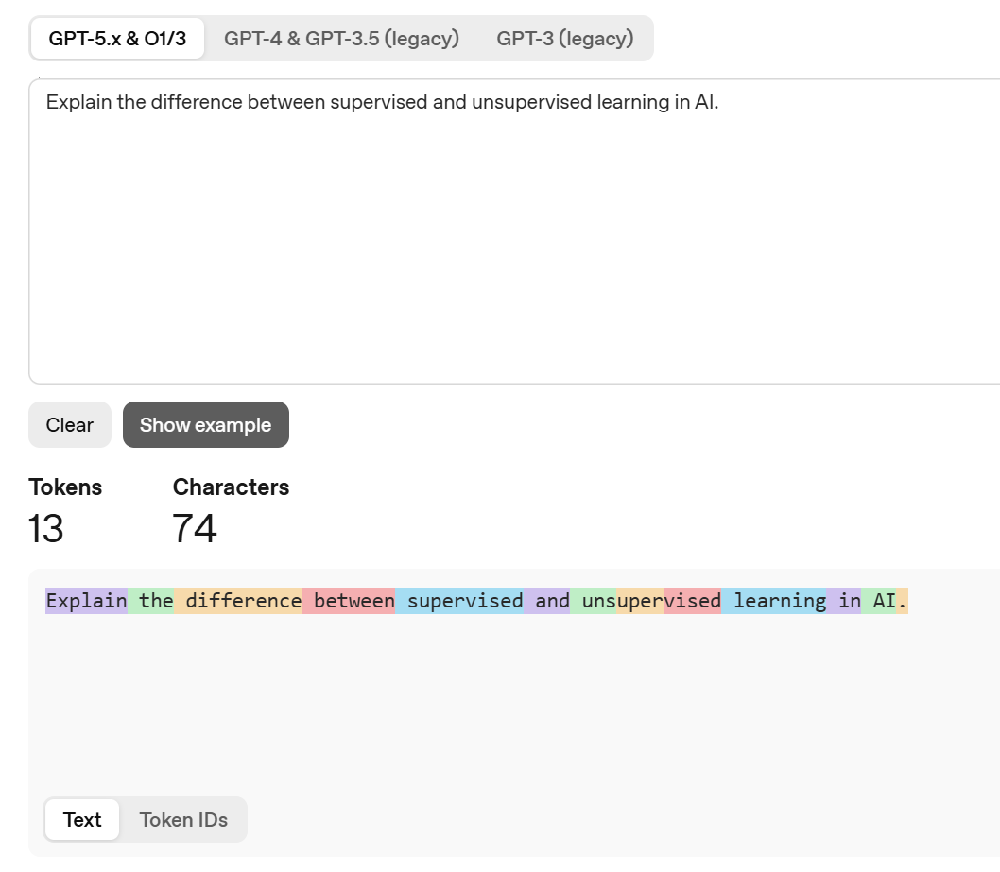 GPT-5.x & O1/3 GPT-4 & GPT-3.5 (legacy) GPT-3 (legacy)
Explain the difference between supervised and unsupervised learning in AI.
Clear Show example
Tokens Characters
13 74
Explain the difference between supervised and unsupervised learning in AI.
Text Token IDs